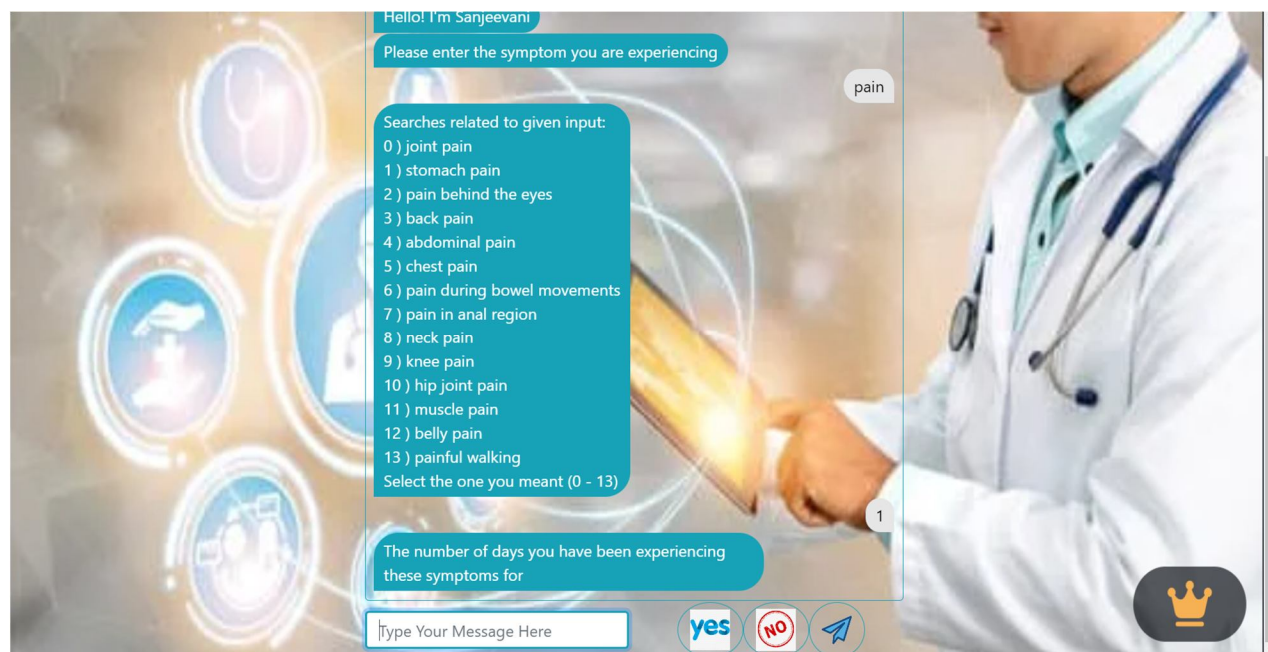 Hello! I'm Sanjeevani
Please enter the symptom you are experiencing
pain
Searches related to given input:
0 ) joint pain
1 ) stomach pain
2 ) pain behind the eyes
3 ) back pain
4 ) abdominal pain
5 ) chest pain
6 ) pain during bowel movements
7 ) pain in anal region
8 ) neck pain
9 ) knee pain
10 ) hip joint pain
11 ) muscle pain
12 ) belly pain
13 ) painful walking
Select the one you meant (0 - 13)
1
The number of days you have been experiencing
these symptoms for
Type Your Message Here
yes
NO